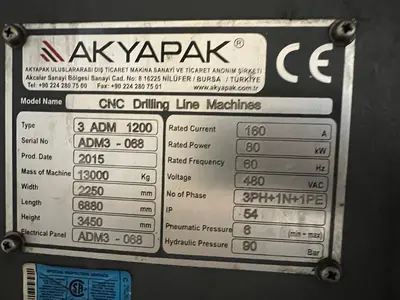 AKYAPAK®
AKYAPAK ULUSLARARASI DIŞ TİCARET MAKİNA SANAYİ VE TİCARET ANONİM ŞİRKETİ
Akcalar Sanayi Bölgesi Sanayi Cad. No: 8 16225 NİLÜFER / BURSA / TÜRKİYE
Tel: +90 224 280 75 00 Fax: +90 224 280 75 01 www.akyapak.com.tr
CE
Model Name CNC Drilling Line Machines
Type 3 ADM 1200
Serial No ADM3 - 068
Prod. Date 2015
Mass of Machine 13000 Kg
Width 2250 mm
Length 6880 mm
Height 3450 mm
Electrical Panel ADM3 - 068
Rated Current 160 A
Rated Power 80 kW
Rated Frequency 60 Hz
Voltage 480 VAC
No of Phase 3PH+1N+1PE
IP 54
Pneumatic Pressure 6 (min - max)
Hydraulic Pressure 90 Bar
SPECIAL INSPECTION SERVICE